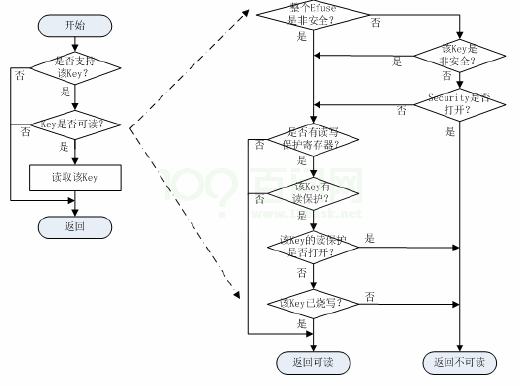 开始
是否支持
该Key?
否
是
Key是否可读?
否
是
读取该Key
返回
整个Efuse
是非安全?
否
是
该Key是
非安全?
是
否
Security是否
打开?
否
是
是否有读写
保护寄存器?
否
是
该Key有
读保护?
否
是
该Key的读保护
是否打开?
是
否
该Key已烧写?
否
是
返回可读
返回不可读